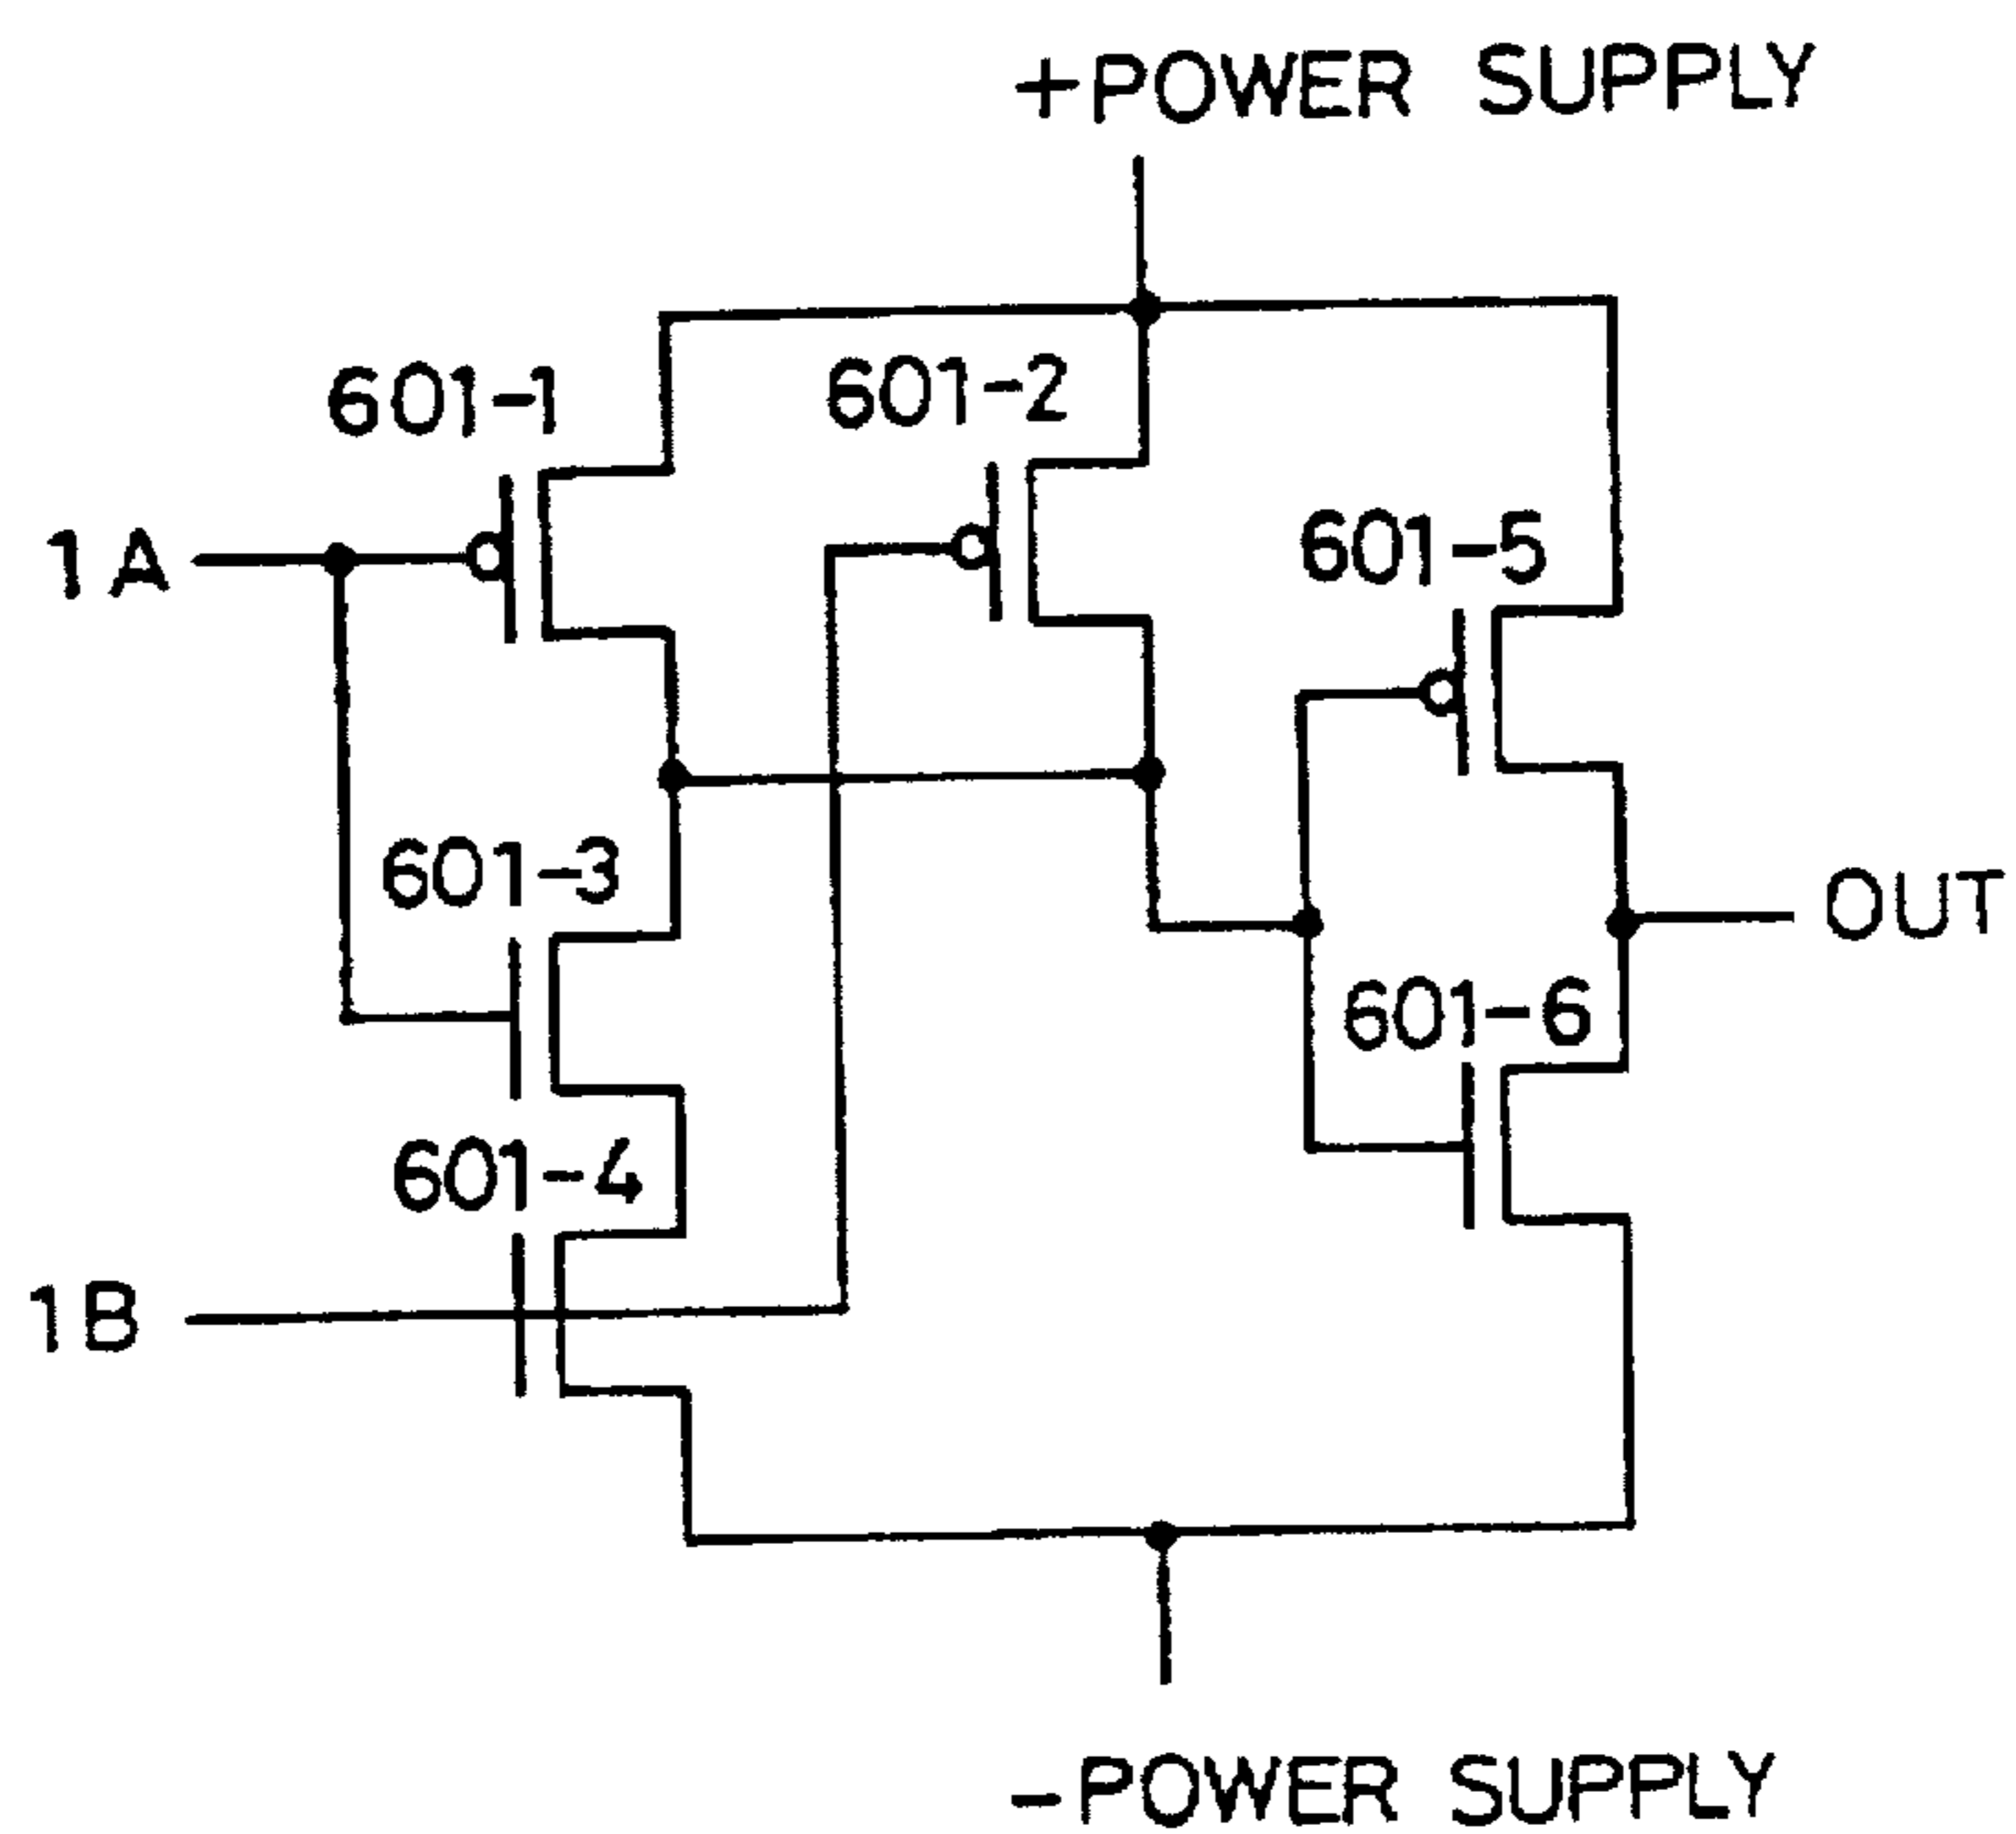 +POWER SUPPLY
601-1
601-2
601-5
1A
601-3
OUT
601-6
601-4
1B
-POWER SUPPLY